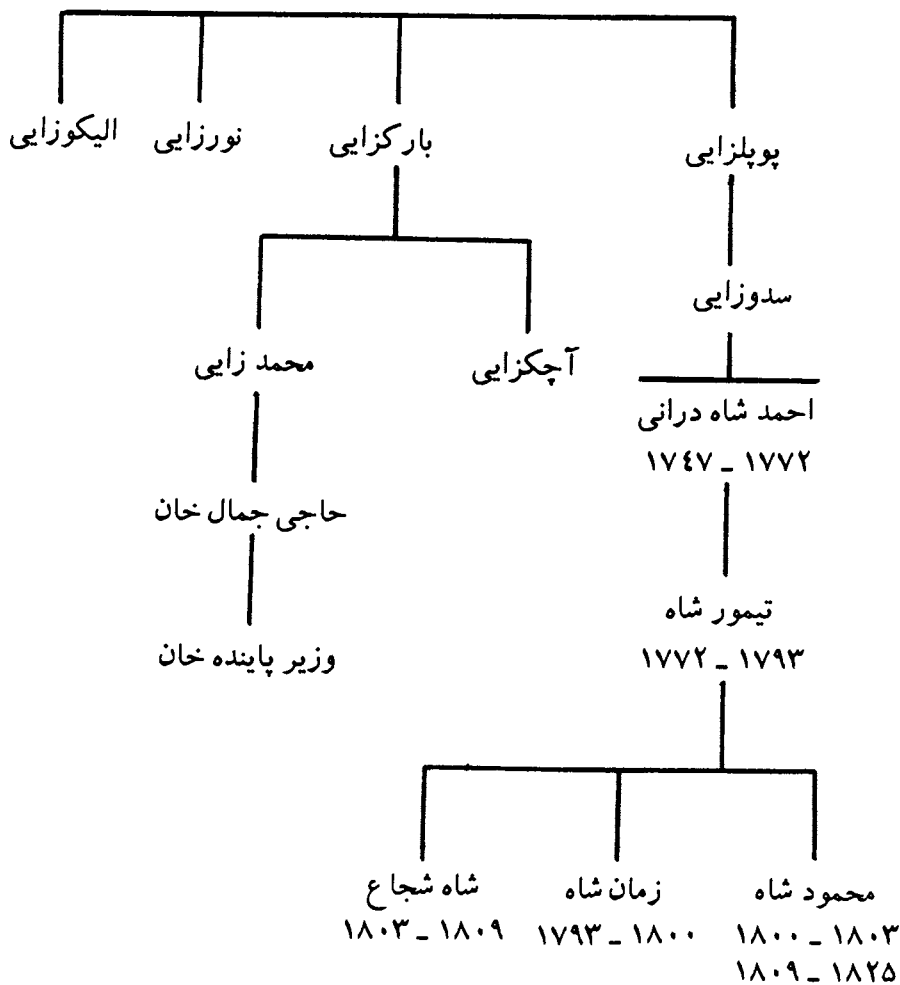 پوپلزایی
بارکزایی
نورزایی
الیکوزایی
سدوزایی
آچکزایی
محمد زایی
احمد شاه درانی
۱۷٤۷ ـ ۱۷۷۲
حاجی جمال خان
تیمور شاه
۱۷۷۲ ـ ۱۷۹۳
وزیر پاینده خان
محمود شاه
۱۸۰۰ ـ ۱۸۰۳
۱۸۰۹ ـ ۱۸۲۵
زمان شاه
۱۷۹۳ ـ ۱۸۰۰
شاه شجاع
۱۸۰۳ ـ ۱۸۰۹